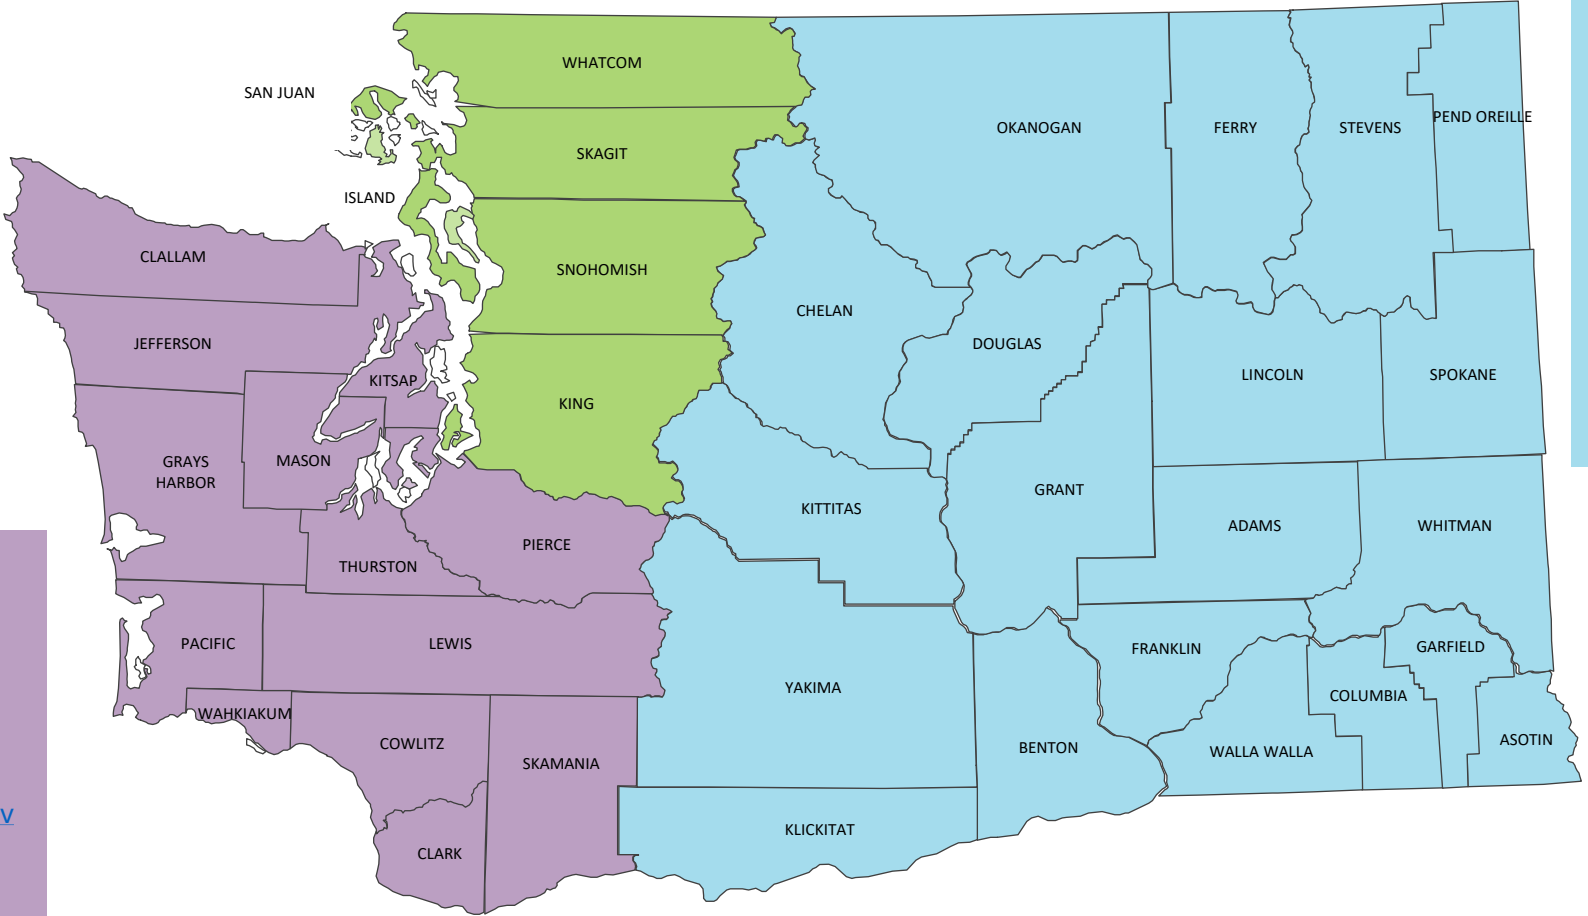 WHATCOM
SAN JUAN
OKANOGAN
FERRY
STEVENS
PEND OREILLE
SKAGIT
ISLAND
CLALLAM
SNOHOMISH
CHELAN
JEFFERSON
DOUGLAS
LINCOLN
SPOKANE
KITSAP
KING
GRAYS
HARBOR
MASON
GRANT
KITTITAS
ADAMS
WHITMAN
PIERCE
THURSTON
PACIFIC
LEWIS
FRANKLIN
GARFIELD
YAKIMA
COLUMBIA
WAHKIAKUM
COWLITZ
BENTON
WALLA WALLA
ASOTIN
SKAMANIA
v
KLICKITAT
CLARK